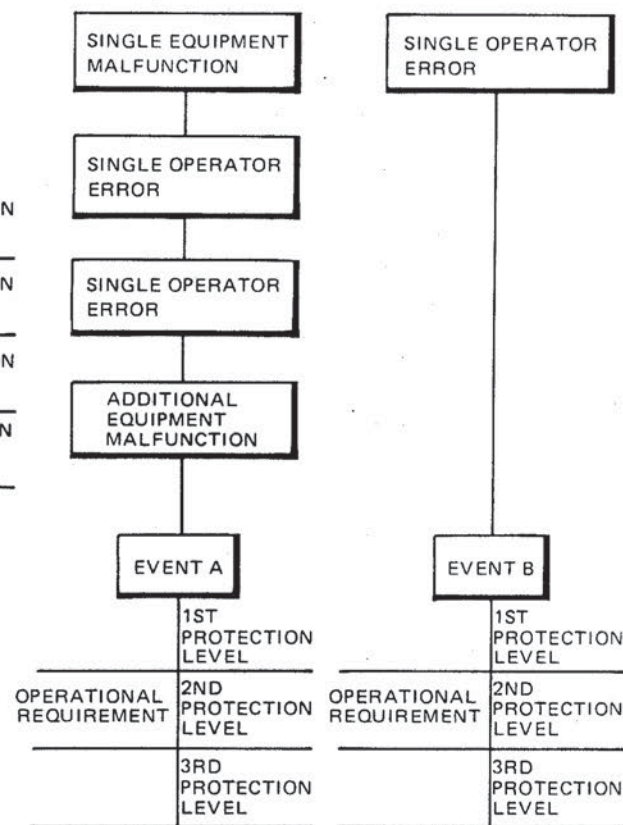 SINGLE EQUIPMENT
MALFUNCTION
SINGLE OPERATOR
ERROR
SINGLE OPERATOR
ERROR
ADDITIONAL
EQUIPMENT
MALFUNCTION
EVENT A
1ST
PROTECTION
LEVEL
OPERATIONAL
REQUIREMENT
2ND
PROTECTION
LEVEL
3RD
PROTECTION
LEVEL
SINGLE OPERATOR
ERROR
EVENT B
1ST
PROTECTION
LEVEL
OPERATIONAL
REQUIREMENT
2ND
PROTECTION
LEVEL
3RD
PROTECTION
LEVEL
N
N
N
N